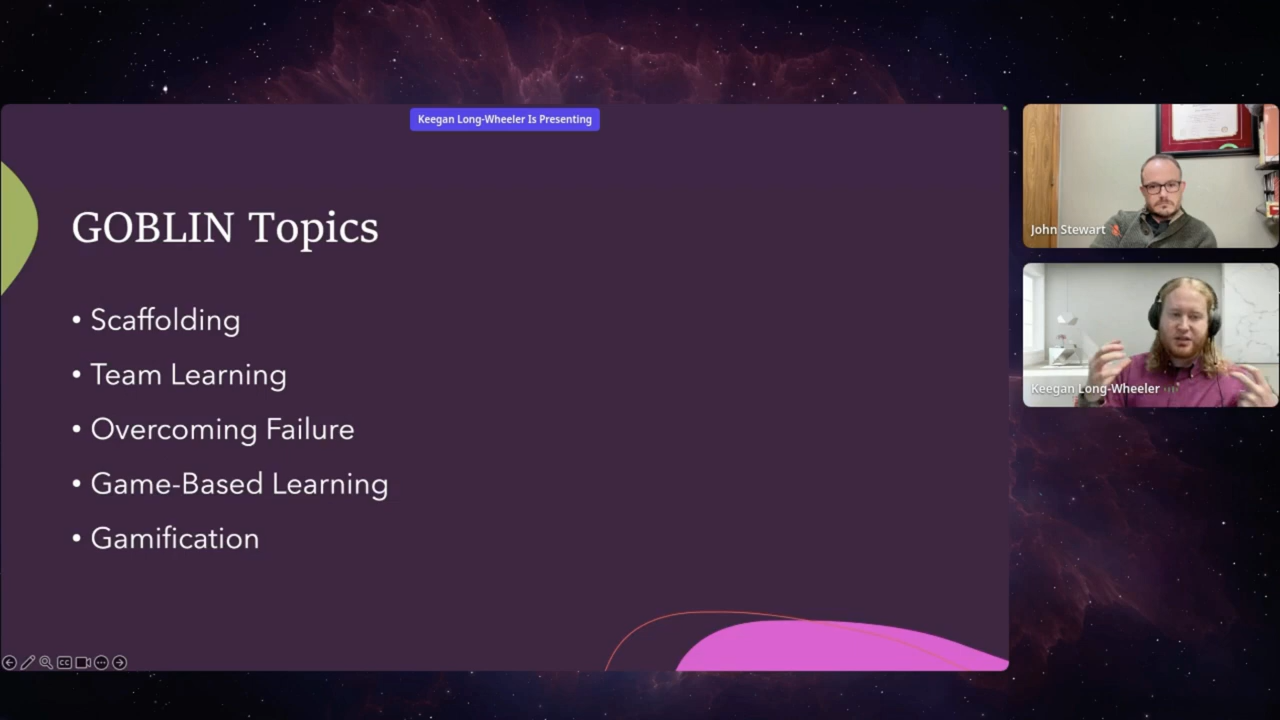 Keegan Long-Wheeler Is Presenting
GOBLIN Topics
• Scaffolding
• Team Learning
• Overcoming Failure
• Game-Based Learning
• Gamification
John Stewart
Keegan Long-Wheeler
CC